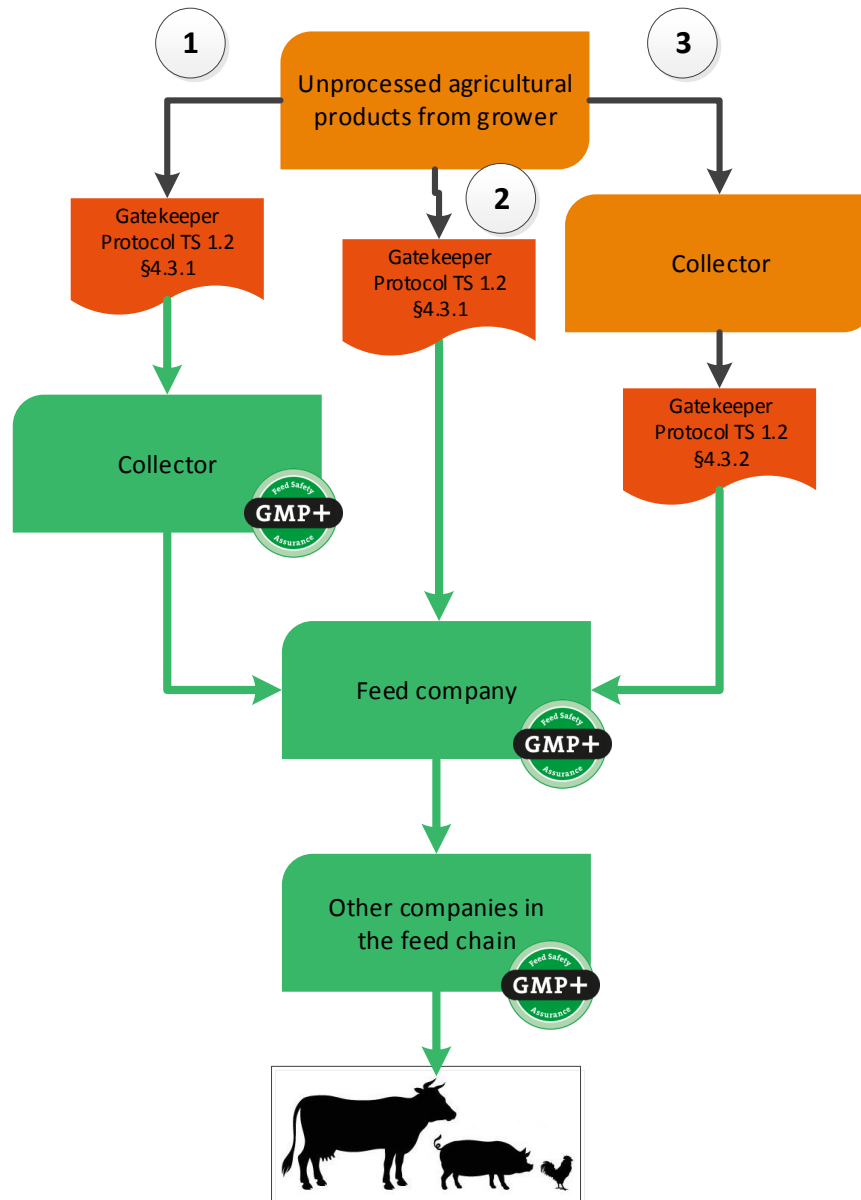 1
Unprocessed agricultural
products from grower
3
Gatekeeper
Protocol TS 1.2
§4.3.1
2
Gatekeeper
Protocol TS 1.2
§4.3.1
Collector
Gatekeeper
Protocol TS 1.2
§4.3.2
Collector
Feed Safety
GMP+
Assurance
Feed company
Feed Safety
GMP+
Assurance
Other companies in
the feed chain
Feed Safety
GMP+
Assurance